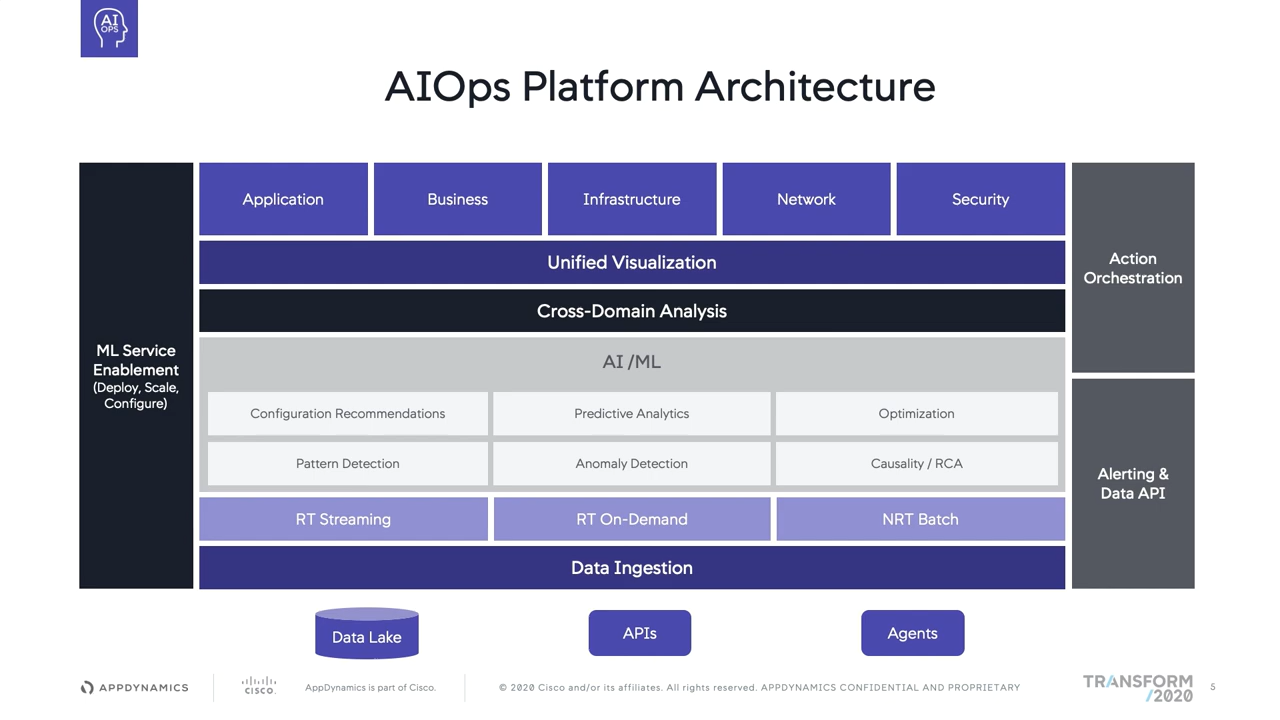 AI
OPS
AIOps Platform Architecture
ML Service
Enablement
(Deploy, Scale,
Configure)
Application
Business
Infrastructure
Network
Security
Unified Visualization
Cross-Domain Analysis
AI /ML
Configuration Recommendations
Predictive Analytics
Optimization
Pattern Detection
Anomaly Detection
Causality / RCA
RT Streaming
RT On-Demand
NRT Batch
Data Ingestion
Action
Orchestration
Alerting &
Data API
Data Lake
APIs
Agents
APPDYNAMICS
CISCO
AppDynamics is part of Cisco.
© 2020 Cisco and/or its affiliates. All rights reserved. APPDYNAMICS CONFIDENTIAL AND PROPRIETARY
TRANSFORM
/2020
5